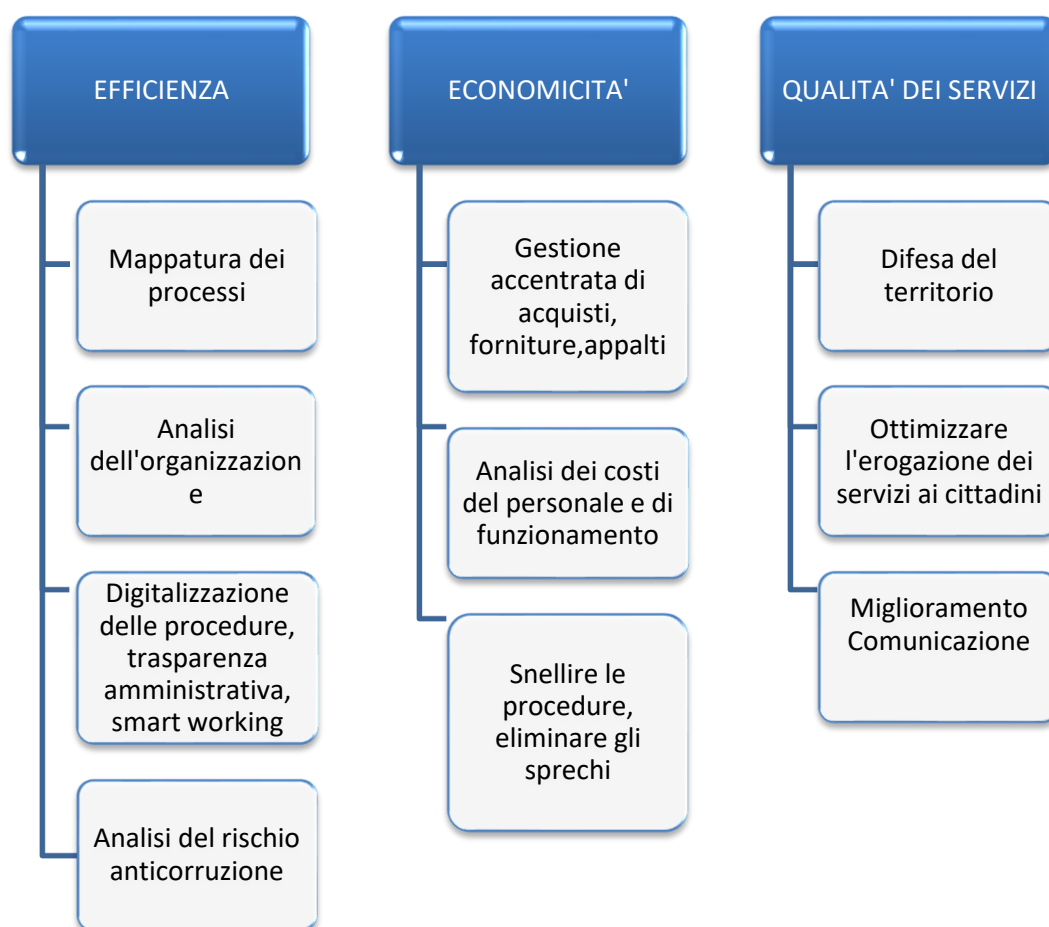 EFFICIENZA
Mappatura dei
processi
Analisi
dell'organizzazion
e
Digitalizzazione
delle procedure,
trasparenza
amministrativa,
smart working
Analisi del rischio
anticorruzione
ECONOMICITA'
Gestione
accentrata di
acquisti,
forniture,appalti
Analisi dei costi
del personale e di
funzionamento
Snellire le
procedure,
eliminare gli
sprechi
QUALITA' DEI SERVIZI
Difesa del
territorio
Ottimizzare
l'erogazione dei
servizi ai cittadini
Miglioramento
Comunicazione